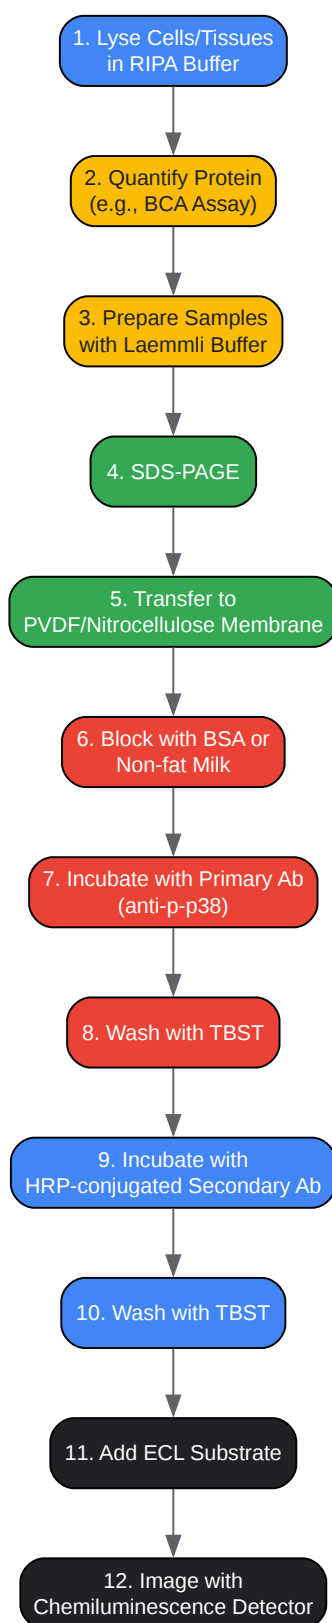 1. Lyse Cells/Tissues
in RIPA Buffer
2. Quantify Protein
(e.g., BCA Assay)
3. Prepare Samples
with Laemmli Buffer
4. SDS-PAGE
5. Transfer to
PVDF/Nitrocellulose Membrane
6. Block with BSA or
Non-fat Milk
7. Incubate with Primary Ab
(anti-p-p38)
8. Wash with TBST
9. Incubate with
HRP-conjugated Secondary Ab
10. Wash with TBST
11. Add ECL Substrate
12. Image with
Chemiluminescence Detector